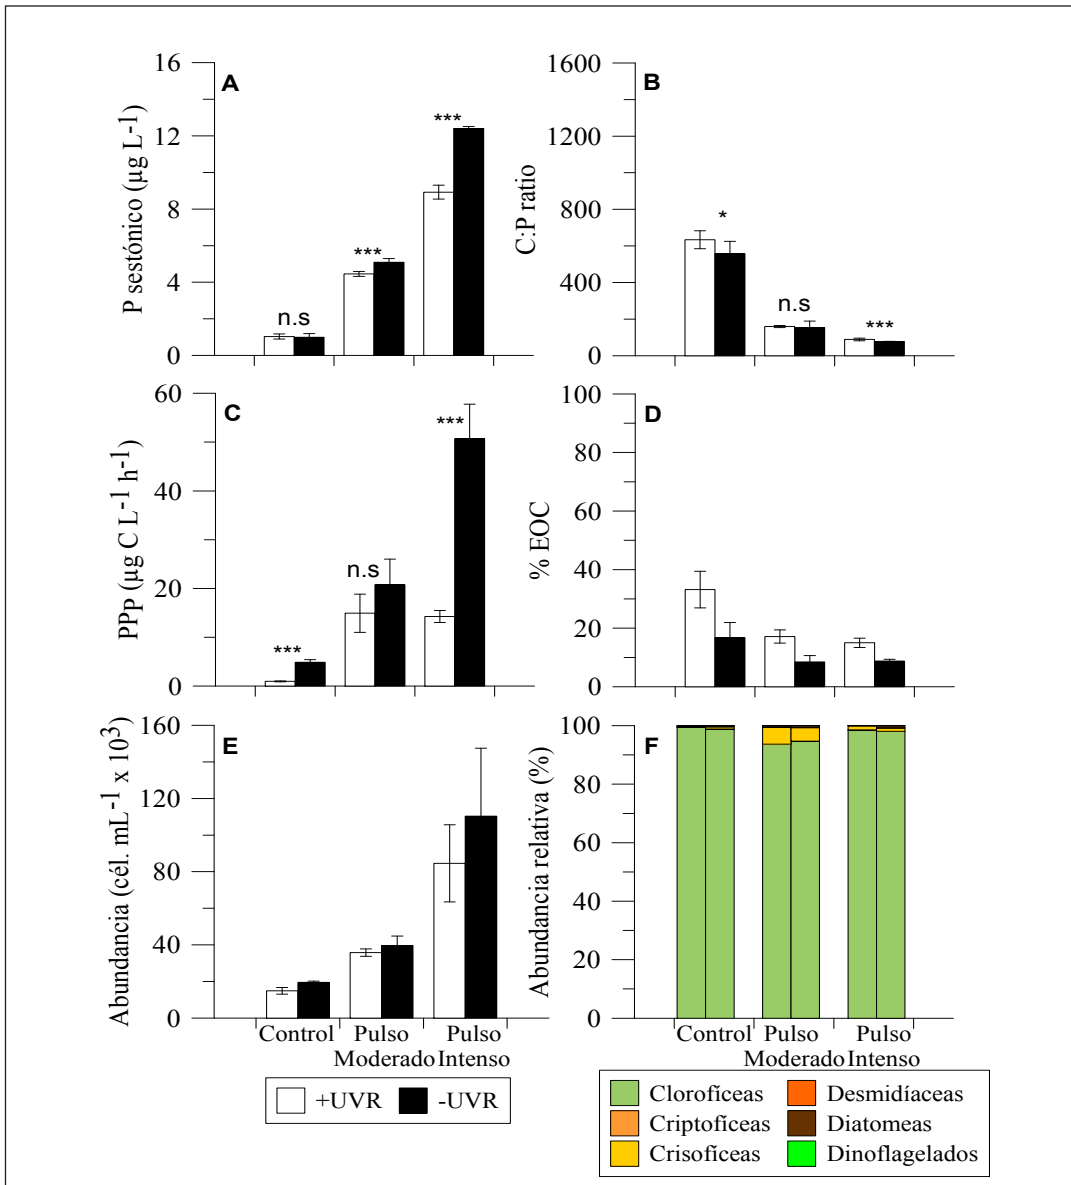 A
P sestónico (µg L-1)
16
12
8
4
0
n.s
***
***
B
C:P ratio
1600
1200
800
400
0
*
n.s
***
C
PPp (µg C L-1 h-1)
60
40
20
0
***
n.s
***
D
% EOC
100
80
60
40
20
0
E
Abundancia (cél. mL-1 x 103)
160
120
80
40
0
Control
Pulso
Moderado
Pulso
Intenso
F
Abundancia relativa (%)
100
80
60
40
20
0
Control
Pulso
Moderado
Pulso
Intenso
+UVR
-UVR
Clorofíceas
Criptofíceas
Crisofíceas
Desmidíaceas
Diatomeas
Dinoflagelados